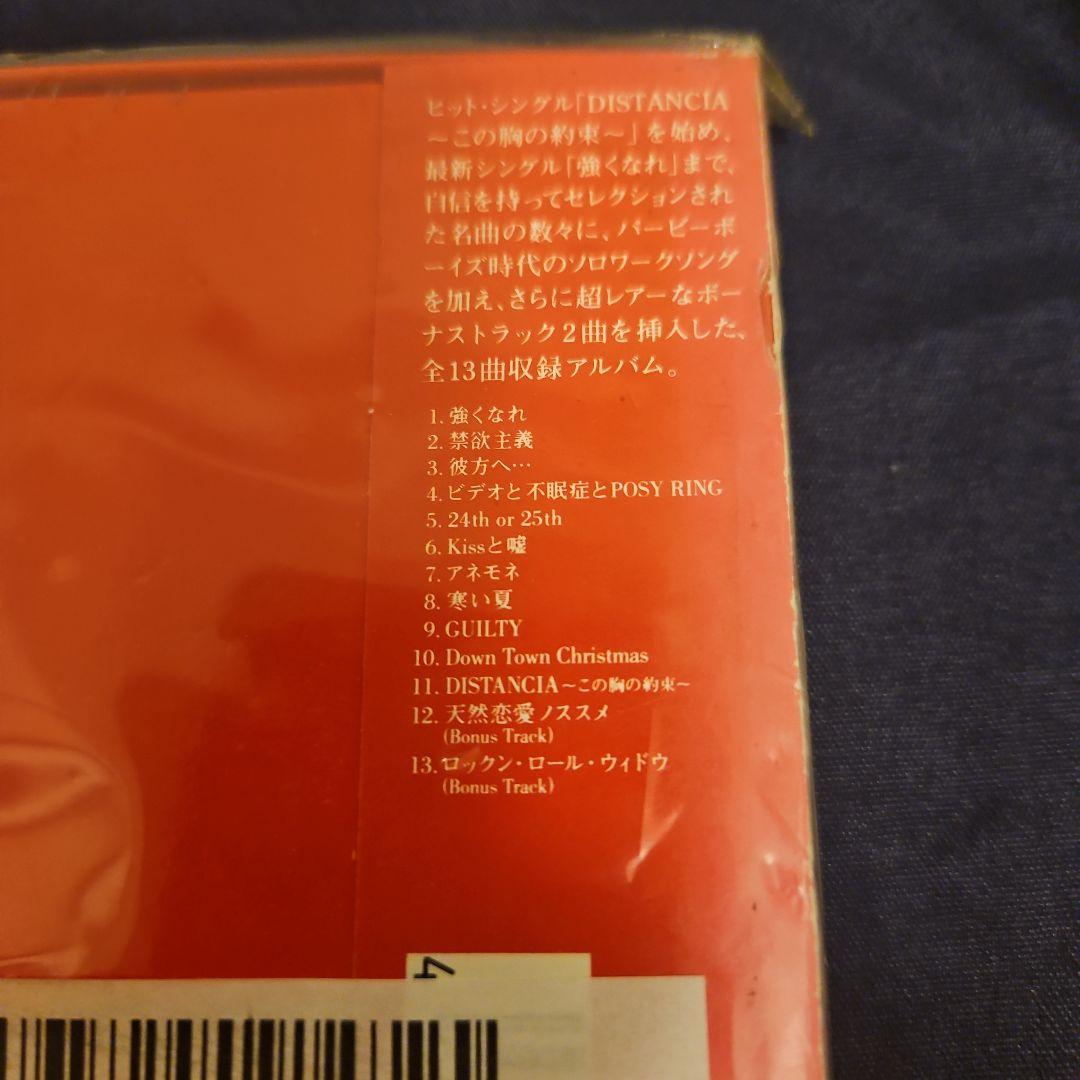 ヒット・シングル「DISTANCIA
～この胸の約束～」を始め、
最新シングル「強くなれ」まで、
自信を持ってセレクションされ
た名曲の数々に、バービーボ
ーイズ時代のソロワークソング
を加え、さらに超レアーなボー
ナストラック2曲を挿入した、
全13曲収録アルバム。
1. 強くなれ
2. 禁欲主義
3. 彼方へ…
4. ビデオと不眠症とPOSY RING
5. 24th or 25th
6. Kissと嘘
7. アネモネ
8. 寒い夏
9. GUILTY
10. Down Town Christmas
11. DISTANCIA～この胸の約束～
12. 天然恋愛ノススメ
(Bonus Track)
13. ロックン・ロール・ウィドウ
(Bonus Track)
4